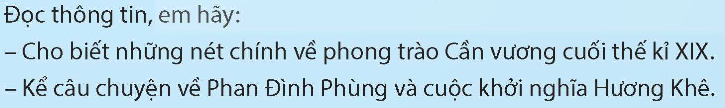 Đọc thông tin, em hãy:
– Cho biết những nét chính về phong trào Cần vương cuối thế kỉ XIX.
– Kể câu chuyện về Phan Đình Phùng và cuộc khởi nghĩa Hương Khê.